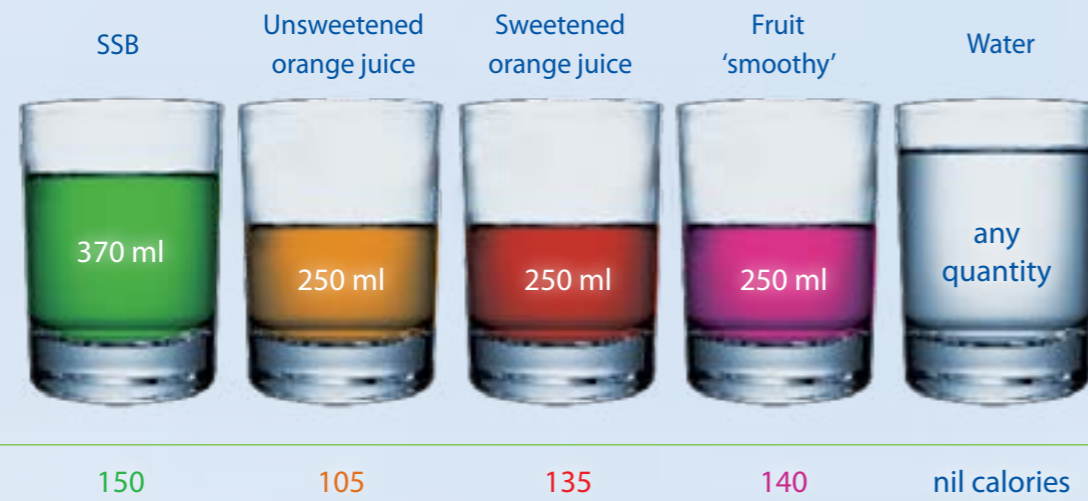 SSB
Unsweetened
orange juice
Sweetened
orange juice
Fruit
‘smoothy’
Water
370 ml
250 ml
250 ml
250 ml
any
quantity
150
105
135
140
nil calories